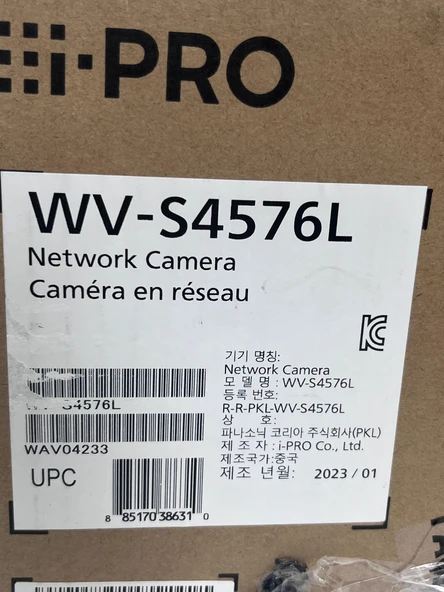 i-PRO
WV-S4576L
Network Camera
Caméra en réseau
기기 명칭:
Network Camera
모 델 명 : WV-S4576L
등록 번호:
R-R-PKL-WV-S4576L
상 호:
파나소닉 코리아 주식회사(PKL)
제 조 자 : i-PRO Co., Ltd.
제조국가:중국
제조 년월: 2023 / 01
S4576L
WAV04233
UPC
8 85170 38631 0